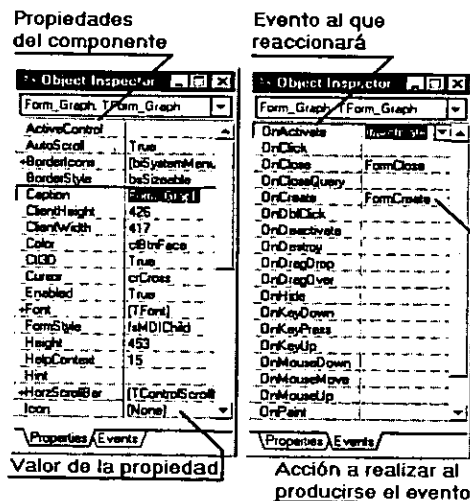 Propiedades
del componente
Evento al que
reaccionará
Object Inspector
Form_Graph: TForm_Graph
ActiveControl
AutoScroll True
+BorderIcons [biSystemMenu,
BorderStyle bsSizeable
Caption
ClientHeight 426
ClientWidth 417
Color clBtnFace
Ctl3D True
Cursor crCross
Enabled True
+Font (TFont)
FormStyle fsMDIChild
Height 453
HelpContext 15
Hint
+HorzScrollBar (TControlScroll
Icon (None)
Properties Events
Valor de la propiedad
Object Inspector
Form_Graph: TForm_Graph
OnActivate
OnClick
OnClose FormClose
OnCloseQuery
OnCreate FormCreate
OnDblClick
OnDeactivate
OnDestroy
OnDragDrop
OnDragOver
OnHide
OnKeyDown
OnKeyPress
OnKeyUp
OnMouseDown
OnMouseMove
OnMouseUp
OnPaint
Properties Events
Acción a realizar al
producirse el evento